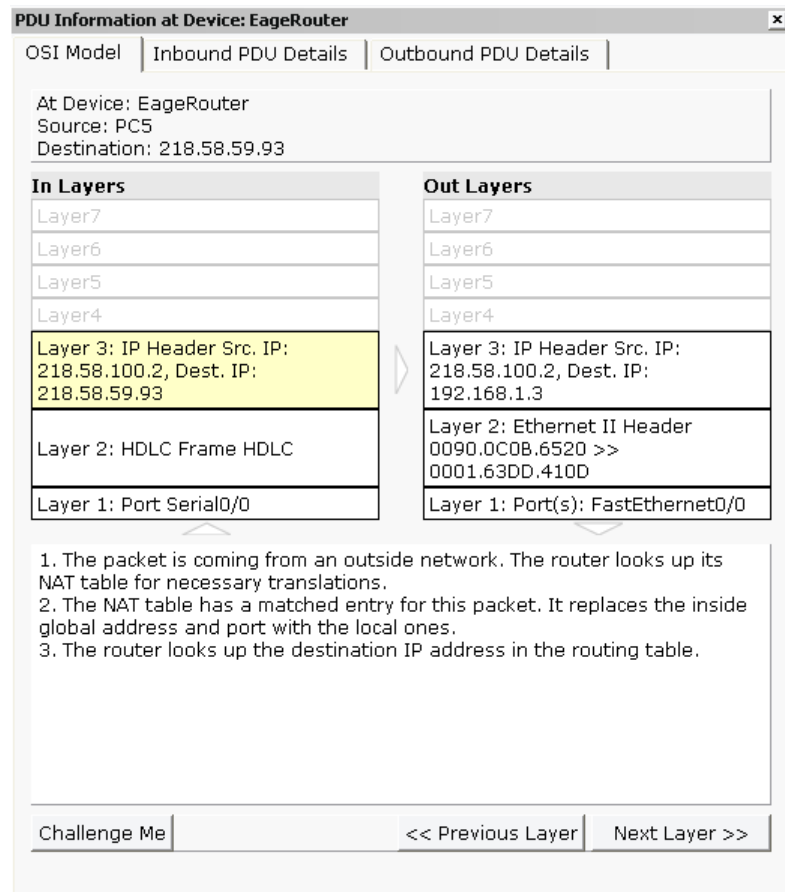 PDU Information at Device: EageRouter
OSI Model
Inbound PDU Details
Outbound PDU Details
At Device: EageRouter
Source: PC5
Destination: 218.58.59.93
In Layers
Layer7
Layer6
Layer5
Layer4
Layer 3: IP Header Src. IP:
218.58.100.2, Dest. IP:
218.58.59.93
Layer 2: HDLC Frame HDLC
Layer 1: Port Serial0/0
Out Layers
Layer7
Layer6
Layer5
Layer4
Layer 3: IP Header Src. IP:
218.58.100.2, Dest. IP:
192.168.1.3
Layer 2: Ethernet II Header
0090.0C0B.6520 >>
0001.63DD.410D
Layer 1: Port(s): FastEthernet0/0
1. The packet is coming from an outside network. The router looks up its
NAT table for necessary translations.
2. The NAT table has a matched entry for this packet. It replaces the inside
global address and port with the local ones.
3. The router looks up the destination IP address in the routing table.
Challenge Me
<< Previous Layer
Next Layer >>